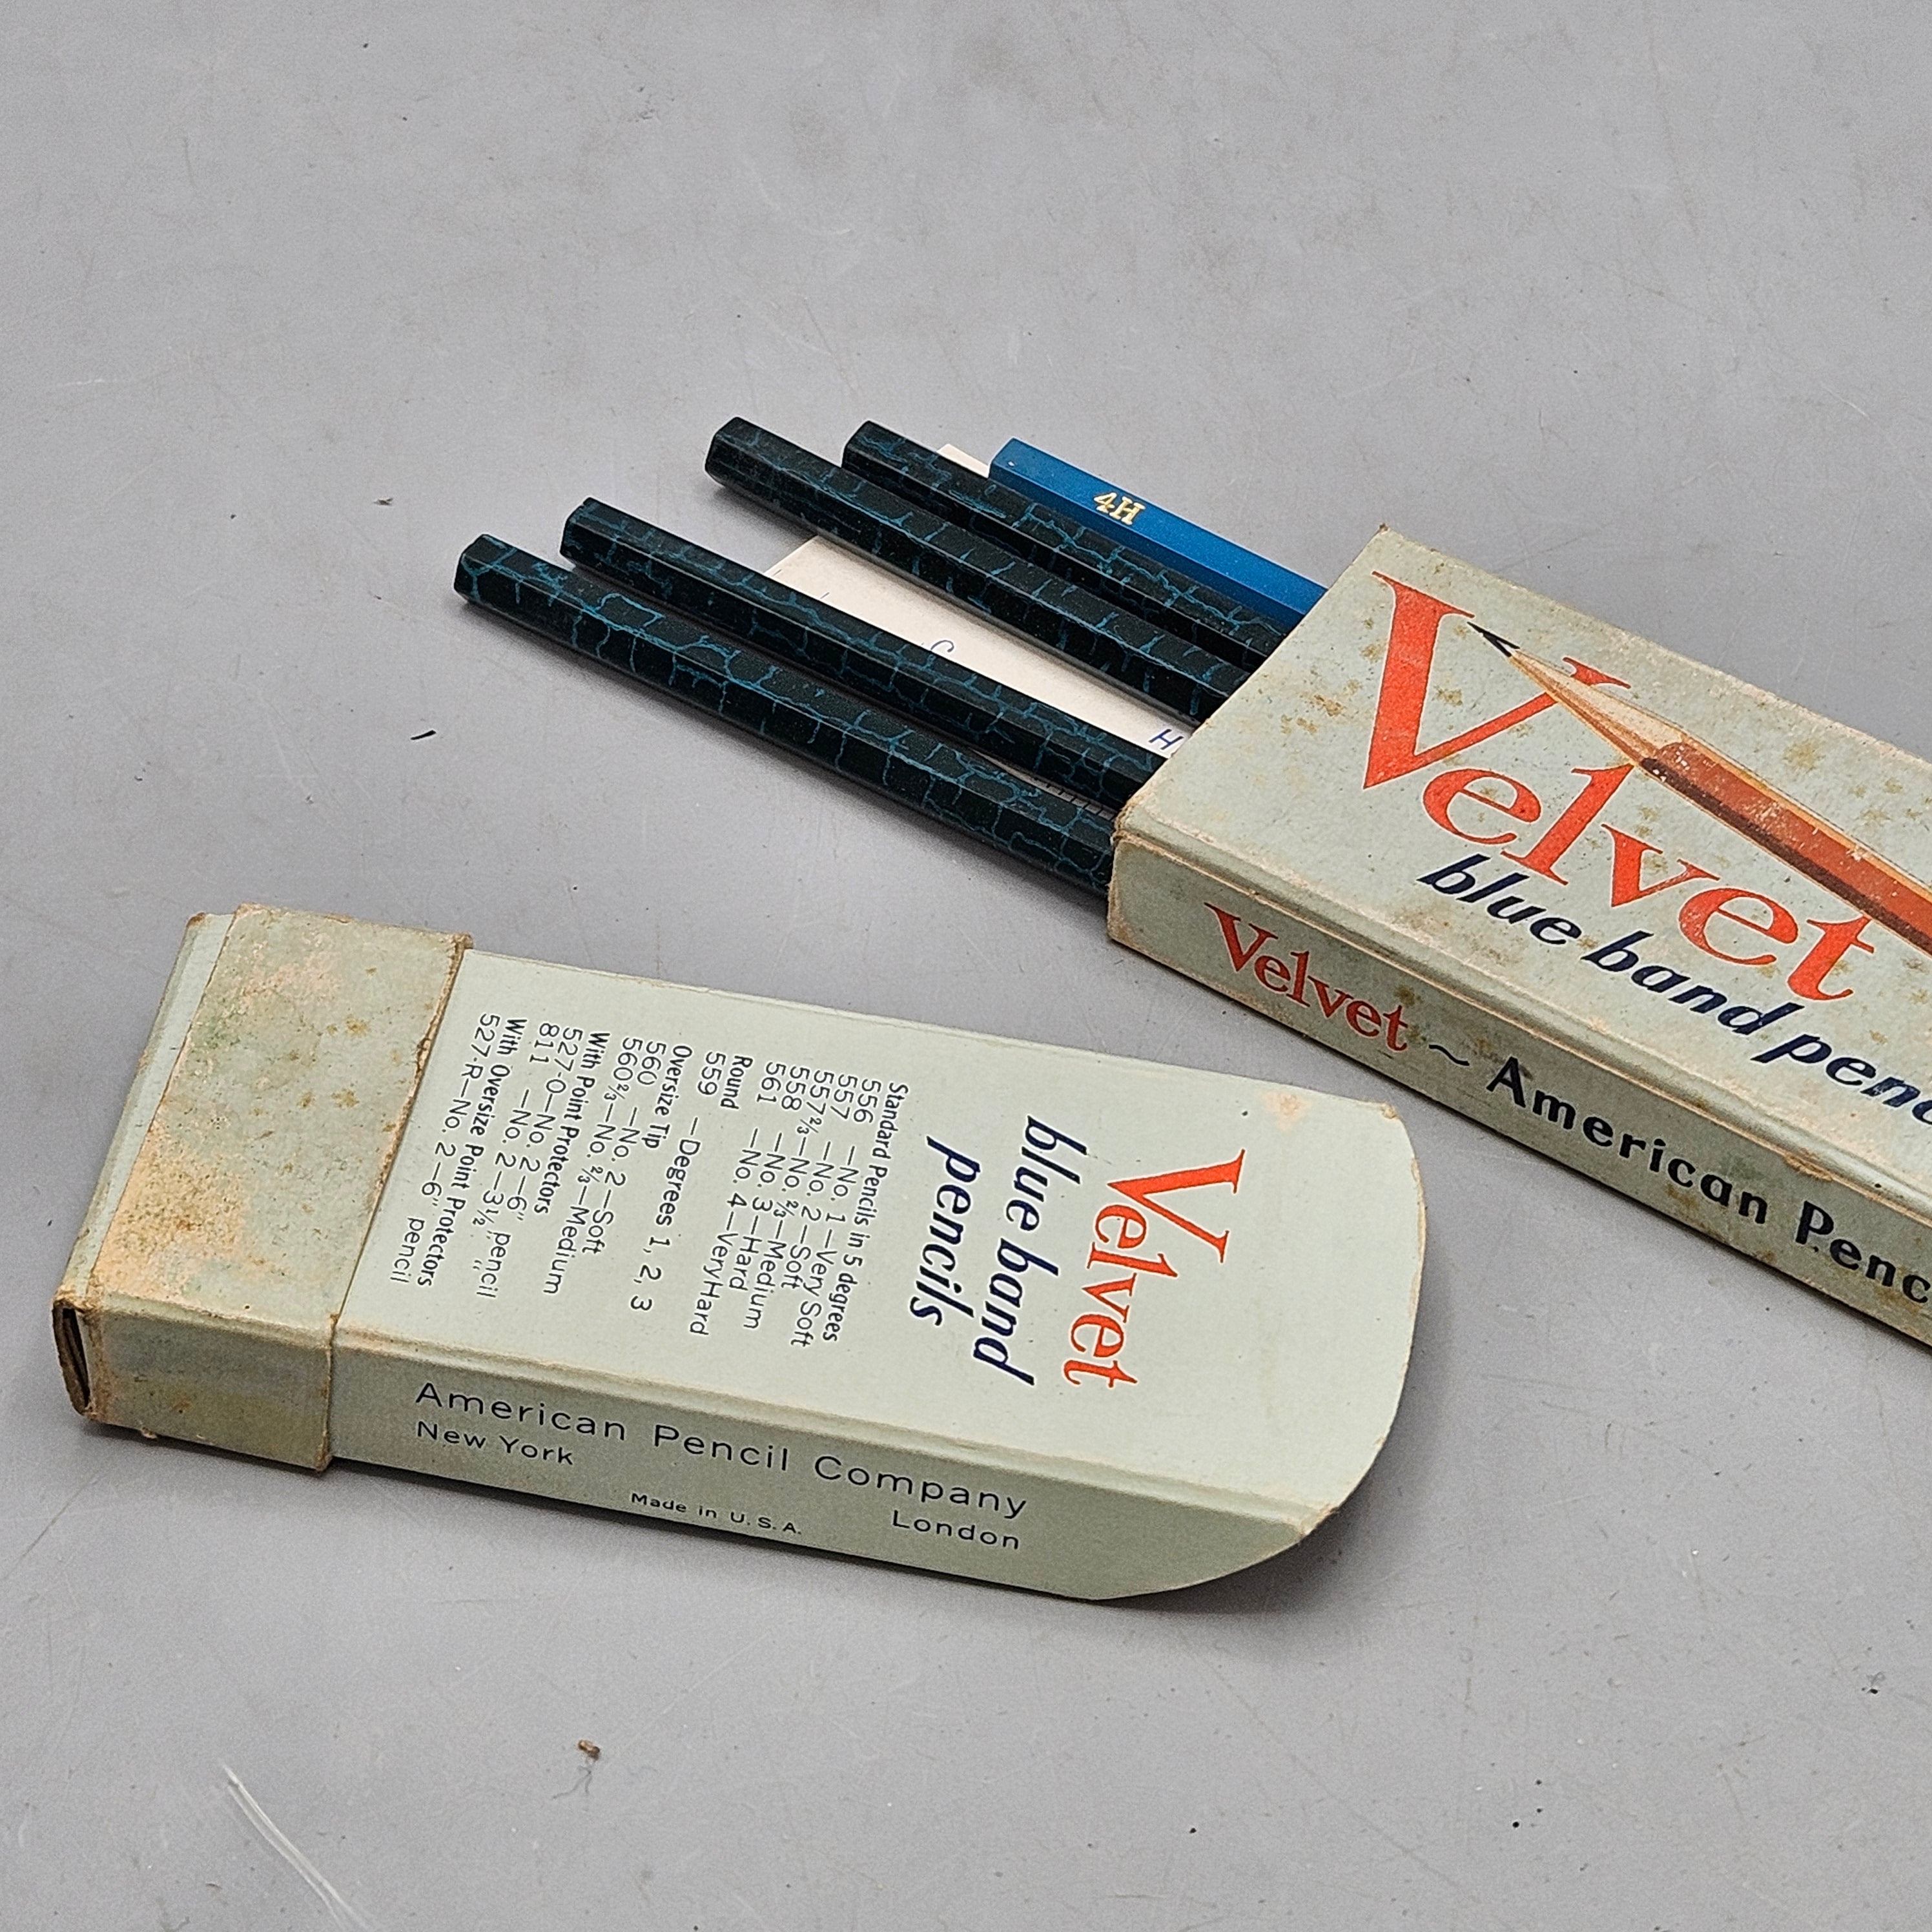 4H
C
H
Velvet
blue band
Velvet ~ American
Velvet
blue band
pencils
Standard Pencils in 5 degrees
556 —No. 1—Very Soft
557 —No. 2—Soft
557⅔—No. ⅔—Medium
558 —No. 3—Hard
561 —No. 4—Very Hard
Round
559 —Degrees 1, 2, 3
Oversize Tip
560 —No. 2—Soft
560⅔—No. ⅔—Medium
With Point Protectors
527-O—No. 2—6" pencil
811 —No. 2—3½" "
With Oversize Point Protectors
527-R—No. 2—6" pencil
American Pencil Company
New York London
Made in U.S.A.